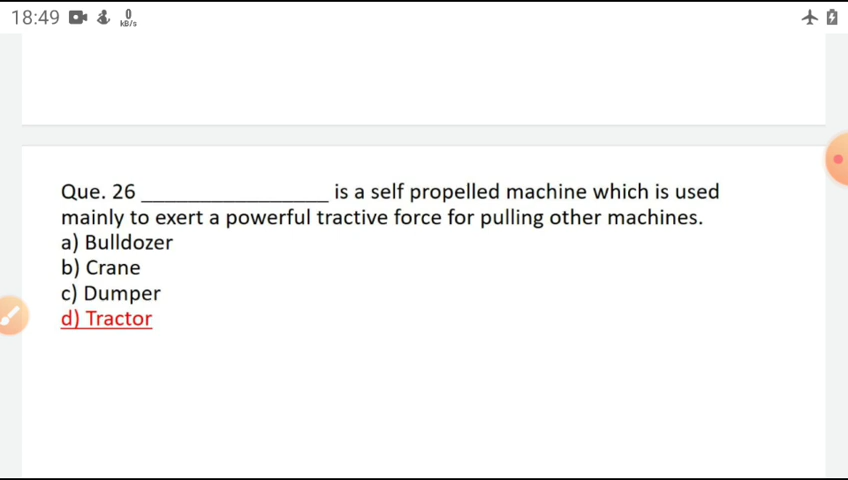 18:49 0 kB/s
Que. 26 _________________ is a self propelled machine which is used
mainly to exert a powerful tractive force for pulling other machines.
a) Bulldozer
b) Crane
c) Dumper
d) Tractor